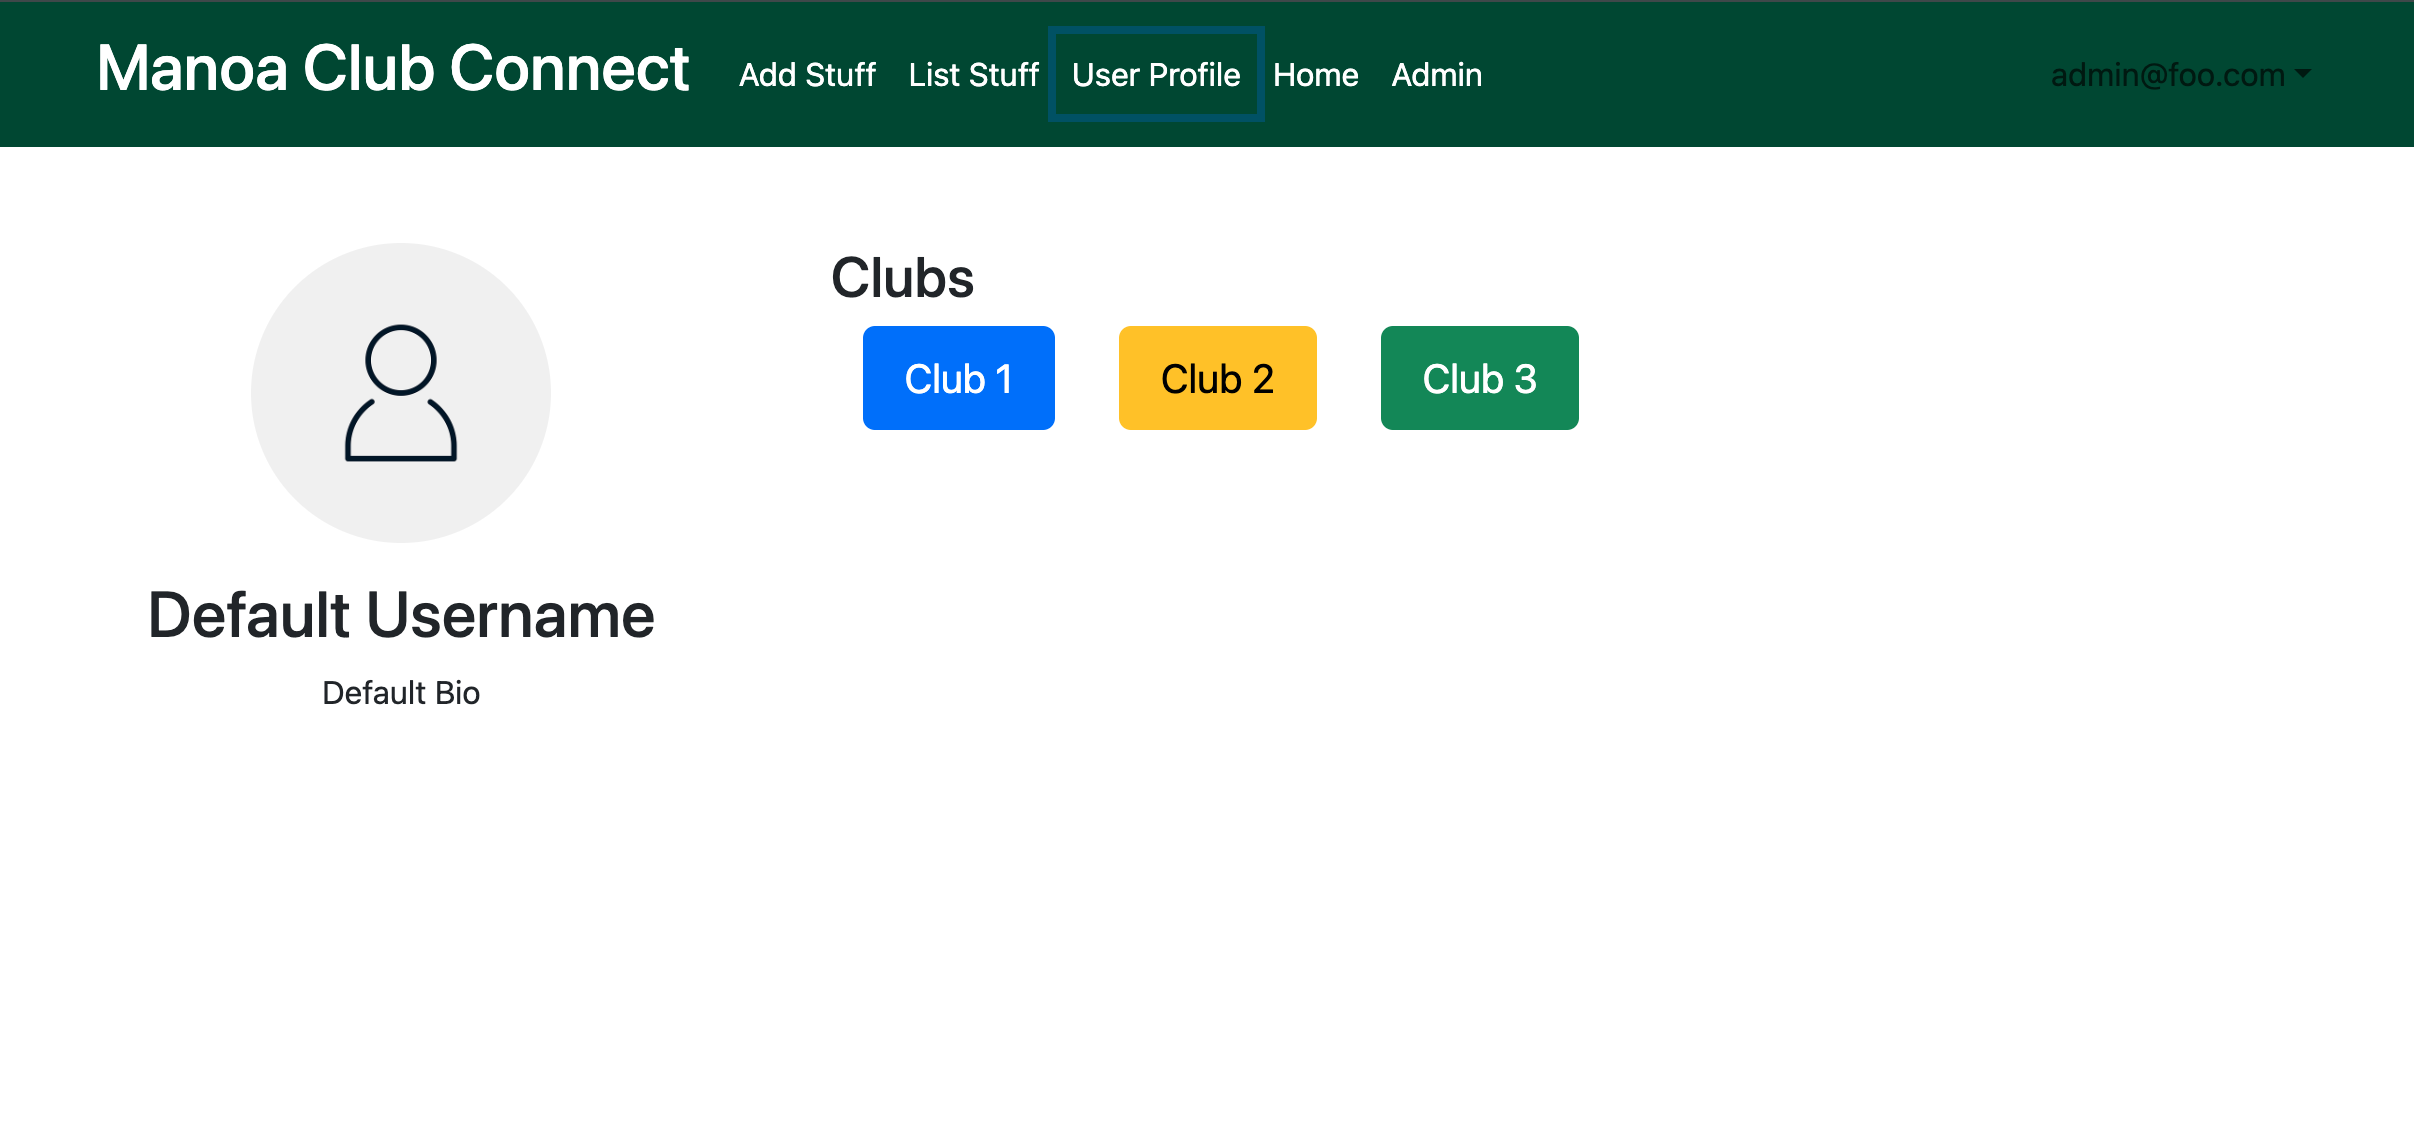 Manoa Club Connect Add Stuff List Stuff User Profile Home Admin admin@foo.com
Clubs
Club 1 Club 2 Club 3
Default Username
Default Bio